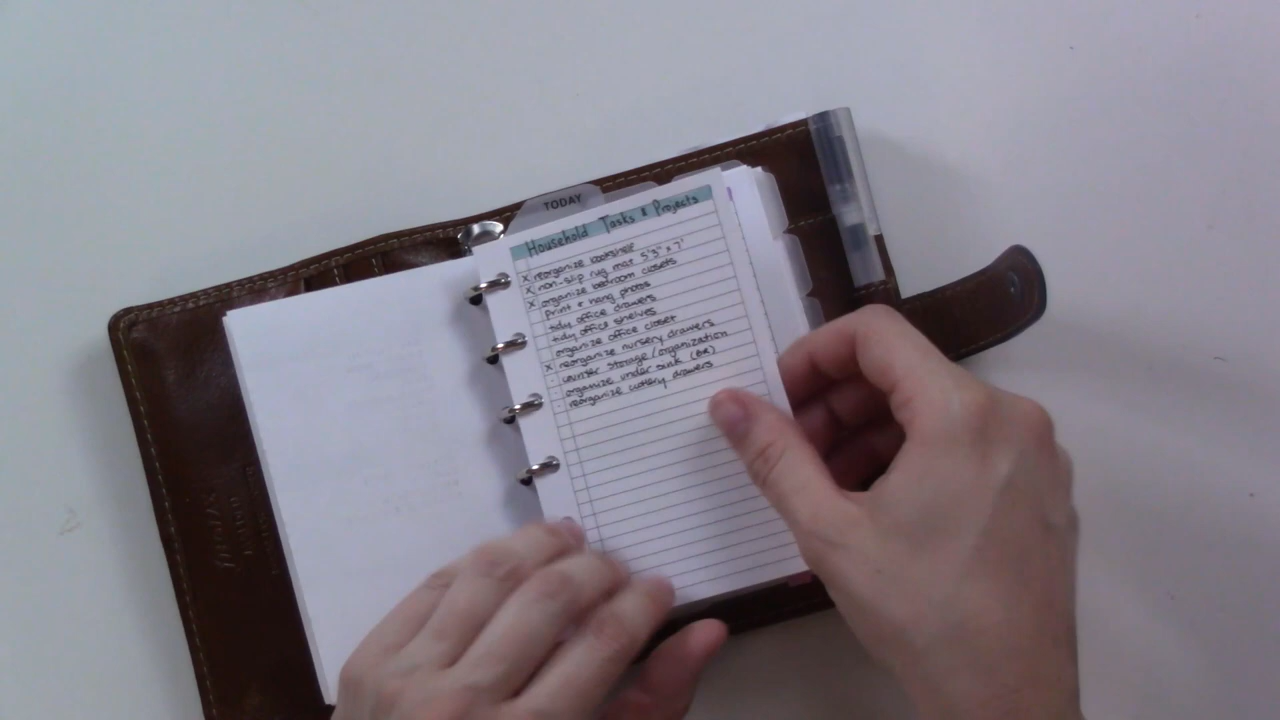 TODAY
Household Tasks & Projects
X reorganize bookshelf
X non-slip rug mat 5'3" x 7'
X organize bedroom closets
print & hang photos
tidy office drawers
tidy office shelves
organize office closet
X reorganize nursery drawers
· storage/organization
· organize under sink (BR)
· reorganize cutlery drawers